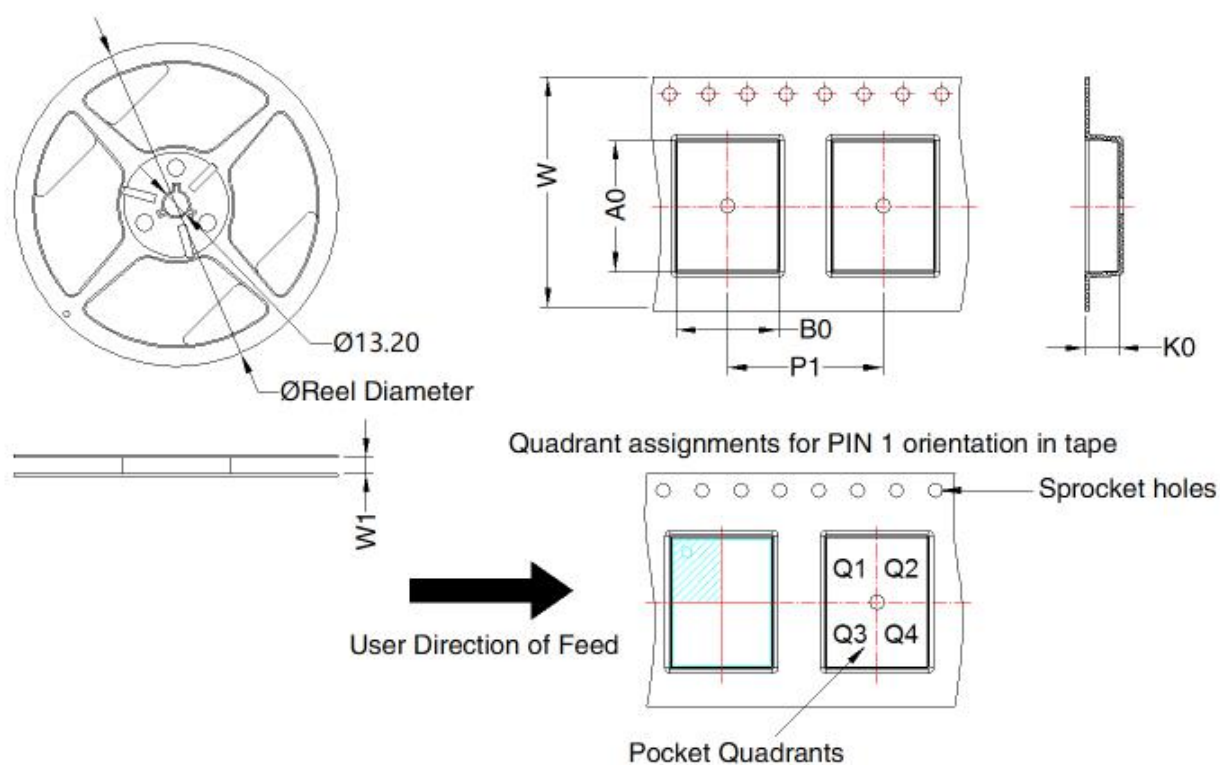 W
A0
B0
P1
K0
Ø13.20
ØReel Diameter
W1
Quadrant assignments for PIN 1 orientation in tape
Sprocket holes
Q1 Q2
Q3 Q4
User Direction of Feed
Pocket Quadrants